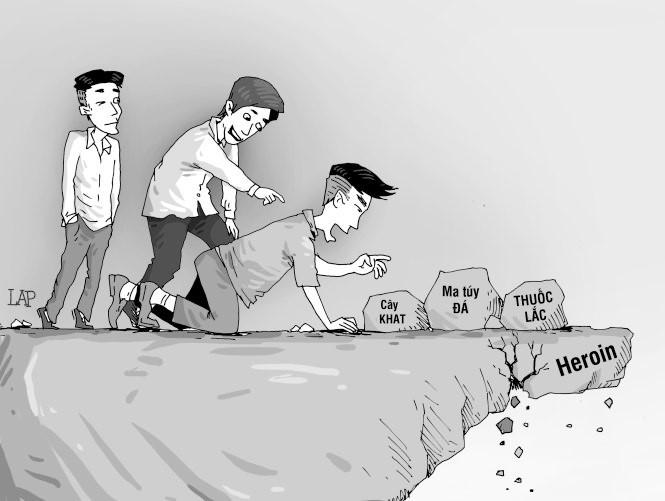 LAP
Cây
KHAT
Ma túy
ĐÁ
THUỐC
LẮC
Heroin